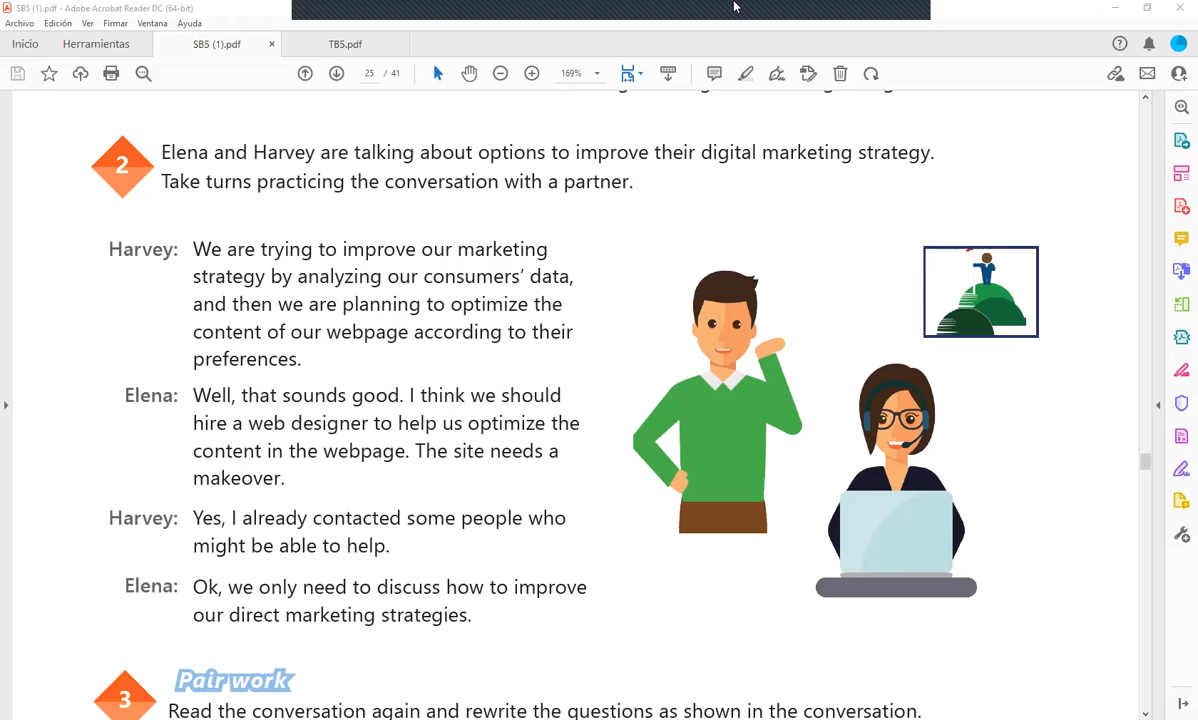 SB5 (1).pdf - Adobe Acrobat Reader DC (64-bit)
Archivo Edición Ver Firmar Ventana Ayuda
Inicio Herramientas SB5 (1).pdf × TB5.pdf
25 / 41 169%
2
Elena and Harvey are talking about options to improve their digital marketing strategy.
Take turns practicing the conversation with a partner.
Harvey: We are trying to improve our marketing
strategy by analyzing our consumers' data,
and then we are planning to optimize the
content of our webpage according to their
preferences.
Elena: Well, that sounds good. I think we should
hire a web designer to help us optimize the
content in the webpage. The site needs a
makeover.
Harvey: Yes, I already contacted some people who
might be able to help.
Elena: Ok, we only need to discuss how to improve
our direct marketing strategies.
3
Pair work
Read the conversation again and rewrite the questions as shown in the conversation.